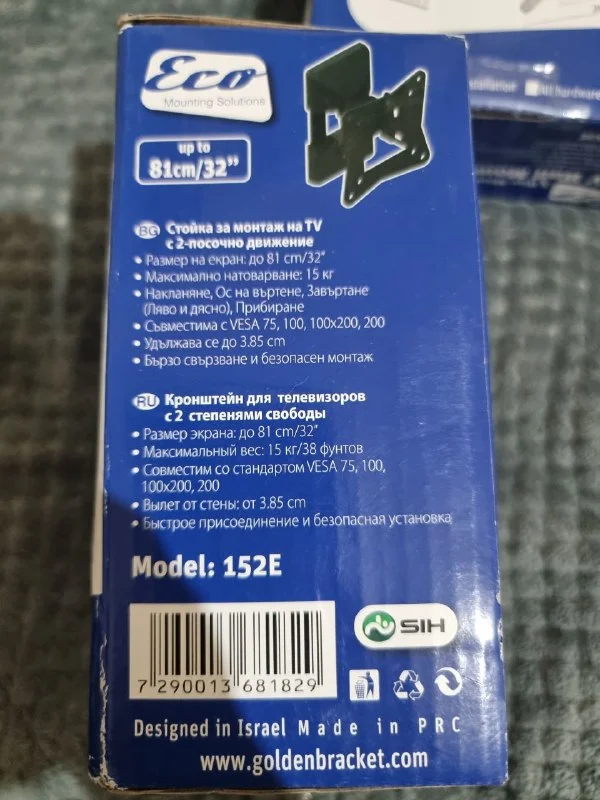 Eco
Mounting Solutions
up to
81cm/32”
BG Стойка за монтаж на TV
с 2-посочно движение
• Размер на екран: до 81 cm/32"
• Максимално натоварване: 15 кг
• Накланяне, Ос на въртене, Завъртане
(Ляво и дясно), Прибиране
• Съвместима с VESA 75, 100, 100x200, 200
• Удължава се до 3.85 cm
• Бързо свързване и безопасен монтаж
RU Кронштейн для телевизоров
с 2 степенями свободы
• Размер экрана: до 81 cm/32"
• Максимальный вес: 15 кг/38 фунтов
• Совместим со стандартом VESA 75, 100,
100x200, 200
• Вылет от стены: от 3.85 cm
• Быстрое присоединение и безопасная установка
Model: 152E
SIH
7 290013 681829
Designed in Israel Made in PRC
www.goldenbracket.com